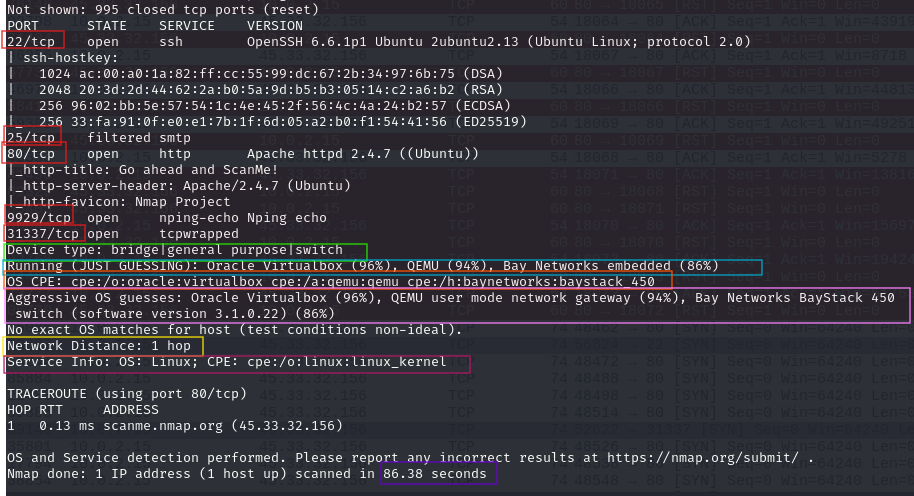 Not shown: 995 closed tcp ports (reset)
PORT      STATE    SERVICE    VERSION
22/tcp    open     ssh        OpenSSH 6.6.1p1 Ubuntu 2ubuntu2.13 (Ubuntu Linux; protocol 2.0)
| ssh-hostkey:
|   1024 ac:00:a0:1a:82:ff:cc:55:99:dc:67:2b:34:97:6b:75 (DSA)
|   2048 20:3d:2d:44:62:2a:b0:5a:9d:b5:b3:05:14:c2:a6:b2 (RSA)
|   256 96:02:bb:5e:57:54:1c:4e:45:2f:56:4c:4a:24:b2:57 (ECDSA)
|_  256 33:fa:91:0f:e0:e1:7b:1f:6d:05:a2:b0:f1:54:41:56 (ED25519)
25/tcp    filtered smtp
80/tcp    open     http       Apache httpd 2.4.7 ((Ubuntu))
|_http-title: Go ahead and ScanMe!
|_http-server-header: Apache/2.4.7 (Ubuntu)
|_http-favicon: Nmap Project
9929/tcp  open     nping-echo Nping echo
31337/tcp open     tcpwrapped
Device type: bridge|general purpose|switch
Running (JUST GUESSING): Oracle Virtualbox (96%), QEMU (94%), Bay Networks embedded (86%)
OS CPE: cpe:/o:oracle:virtualbox cpe:/a:qemu:qemu cpe:/h:baynetworks:baystack_450
Aggressive OS guesses: Oracle Virtualbox (96%), QEMU user mode network gateway (94%), Bay Networks BayStack 450
switch (software version 3.1.0.22) (86%)
No exact OS matches for host (test conditions non-ideal).
Network Distance: 1 hop
Service Info: OS: Linux; CPE: cpe:/o:linux:linux_kernel
TRACEROUTE (using port 80/tcp)
HOP RTT     ADDRESS
1   0.13 ms scanme.nmap.org (45.33.32.156)
OS and Service detection performed. Please report any incorrect results at https://nmap.org/submit/ .
Nmap done: 1 IP address (1 host up) scanned in 86.38 seconds